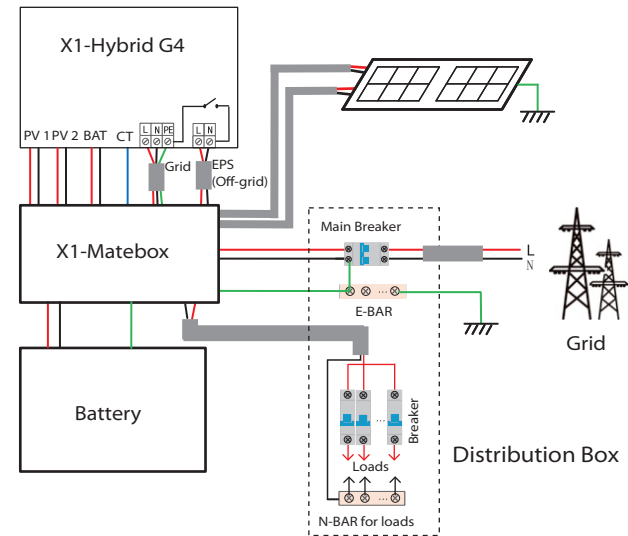 X1-Hybrid G4
PV 1 PV 2 BAT CT
L N PE
L N
Grid
EPS
(Off-grid)
X1-Matebox
Main Breaker
L
N
...
E-BAR
Grid
Battery
...
Breaker
Loads
...
N-BAR for loads
Distribution Box